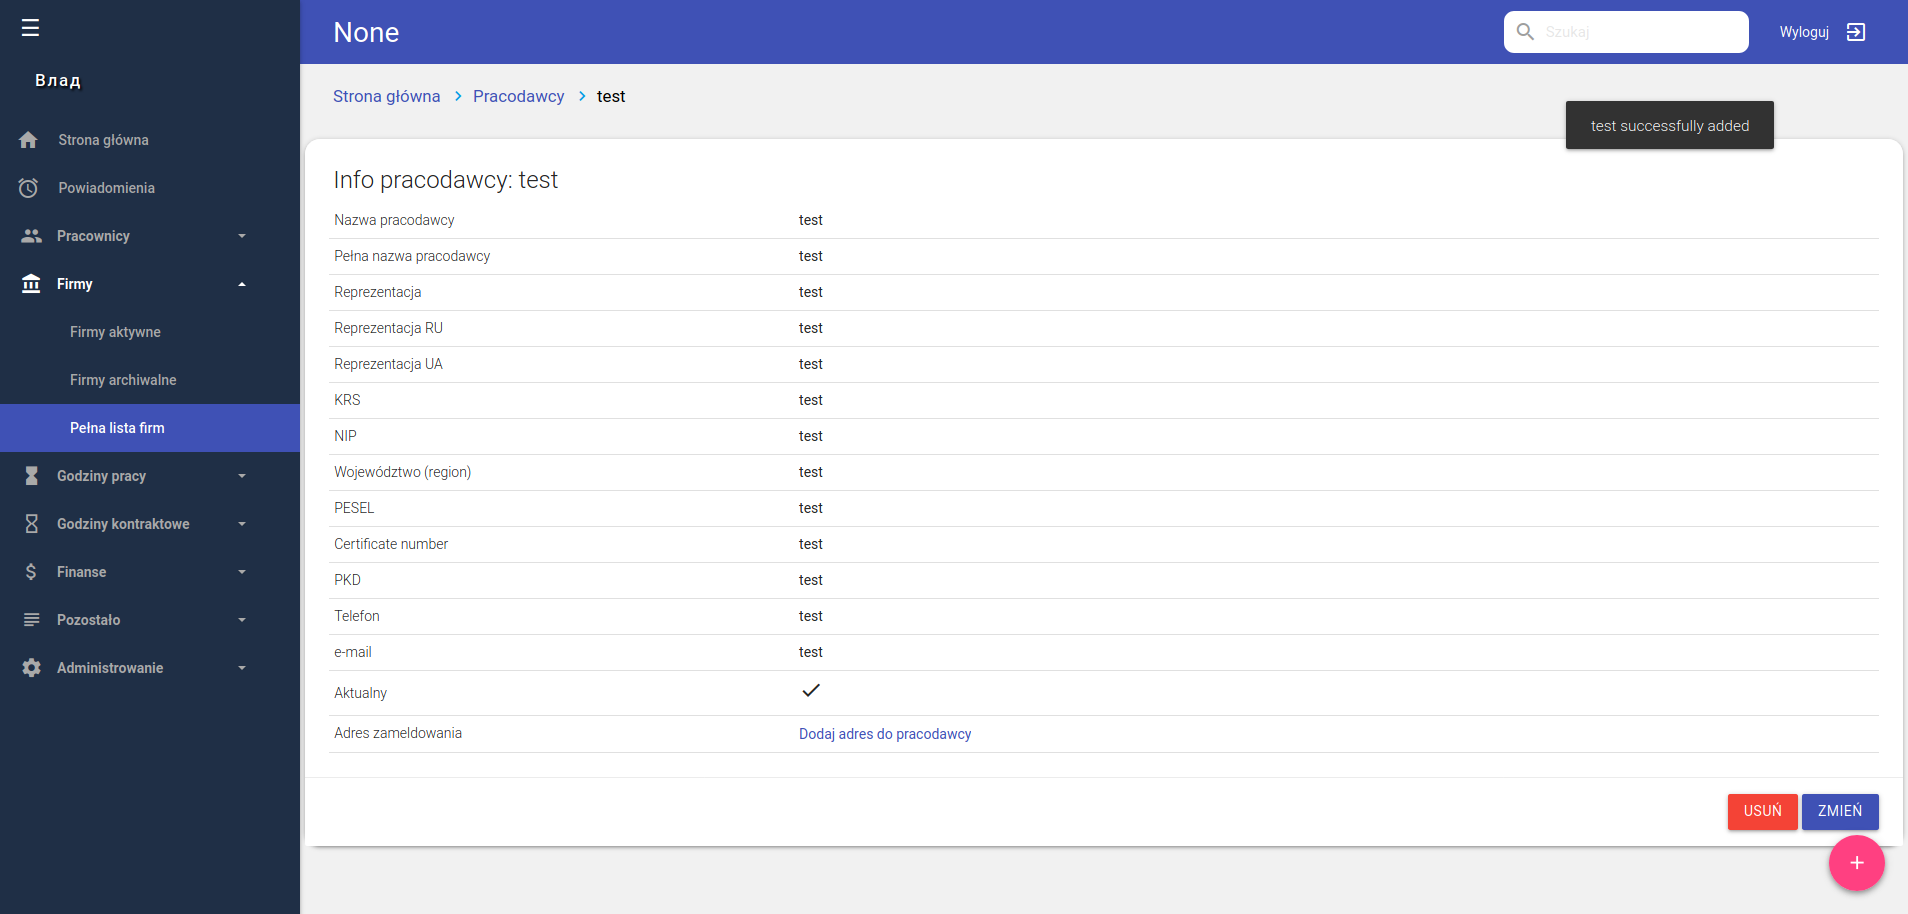 None
Szukaj
Wyloguj
Влад
Strona główna
Powiadomienia
Pracownicy
Firmy
Firmy aktywne
Firmy archiwalne
Pełna lista firm
Godziny pracy
Godziny kontraktowe
Finanse
Pozostało
Administrowanie
Strona główna > Pracodawcy > test
test successfully added
Info pracodawcy: test
Nazwa pracodawcy test
Pełna nazwa pracodawcy test
Reprezentacja test
Reprezentacja RU test
Reprezentacja UA test
KRS test
NIP test
Województwo (region) test
PESEL test
Certificate number test
PKD test
Telefon test
e-mail test
Aktualny
Adres zameldowania Dodaj adres do pracodawcy
USUŃ ZMIEŃ
+